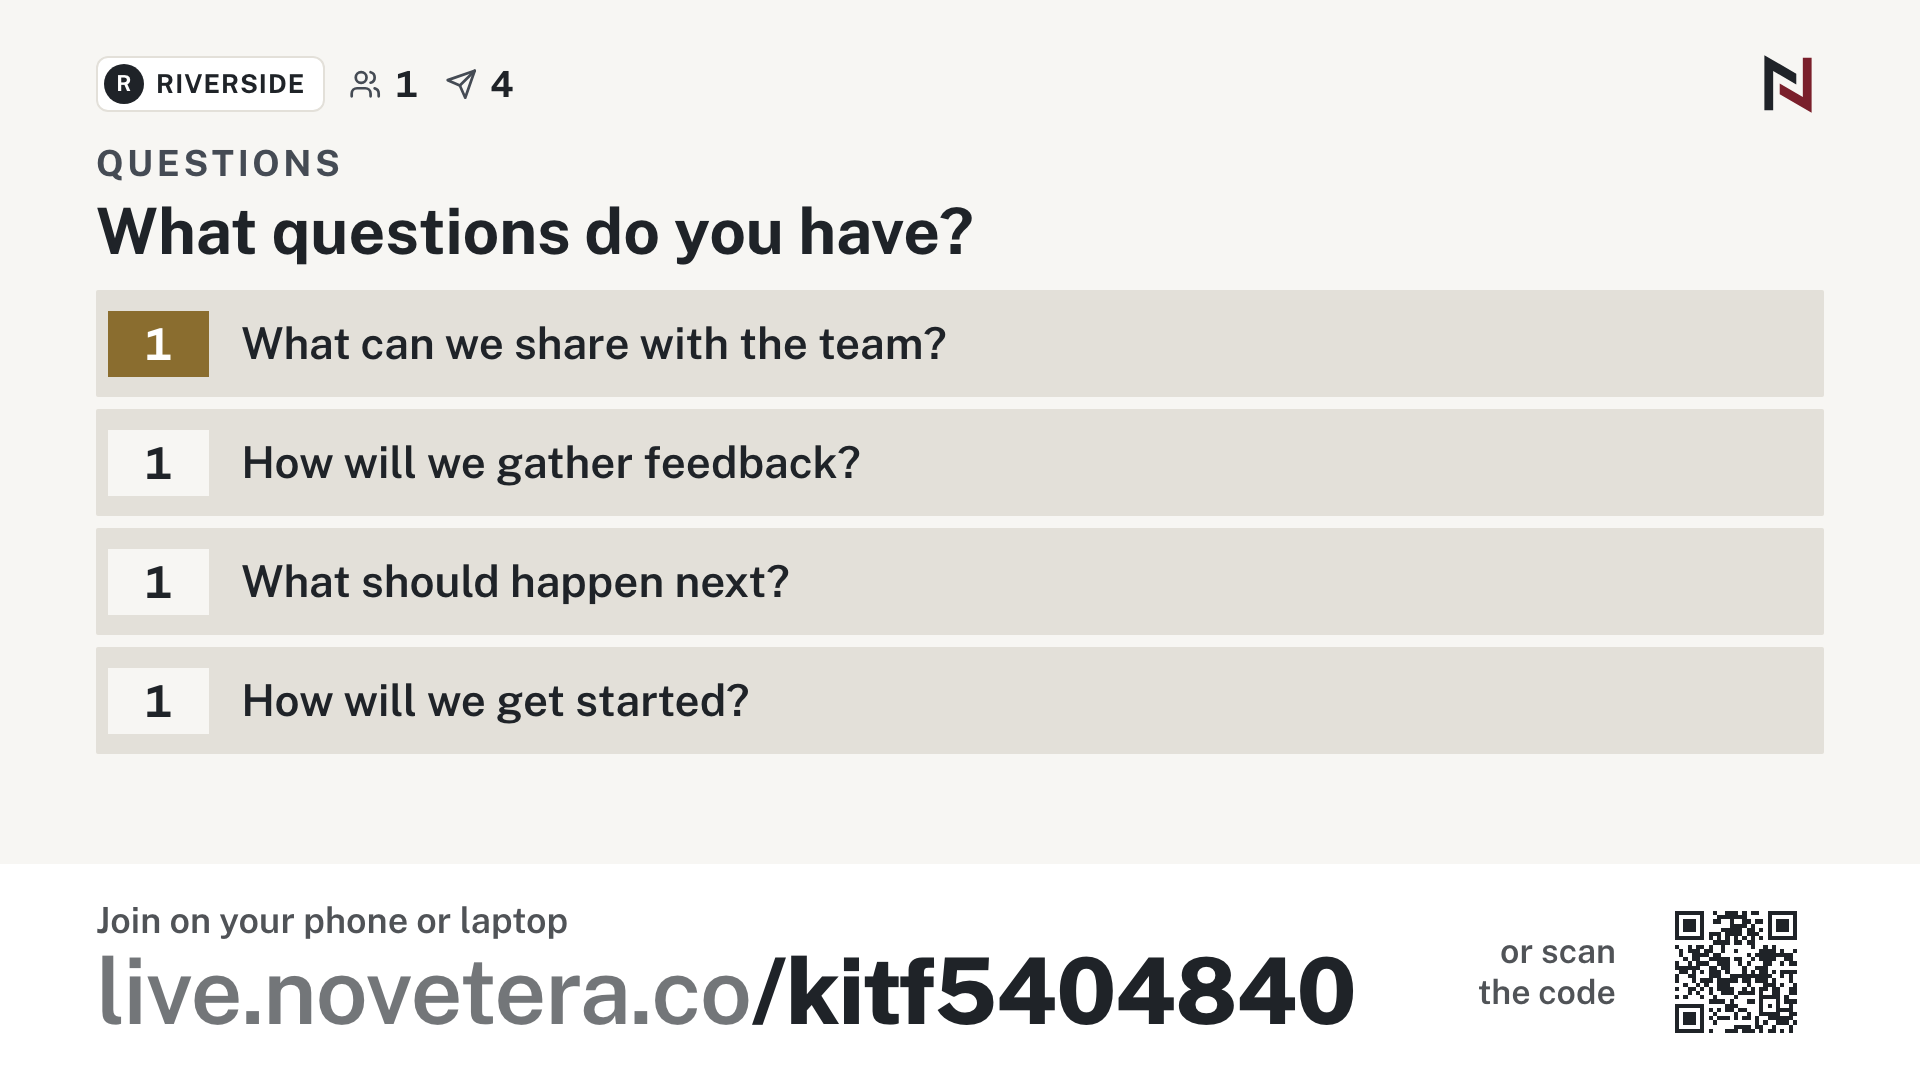 R RIVERSIDE 1 4
QUESTIONS
What questions do you have?
1 What can we share with the team?
1 How will we gather feedback?
1 What should happen next?
1 How will we get started?
Join on your phone or laptop
live.novetera.co/kitf5404840
or scan
the code